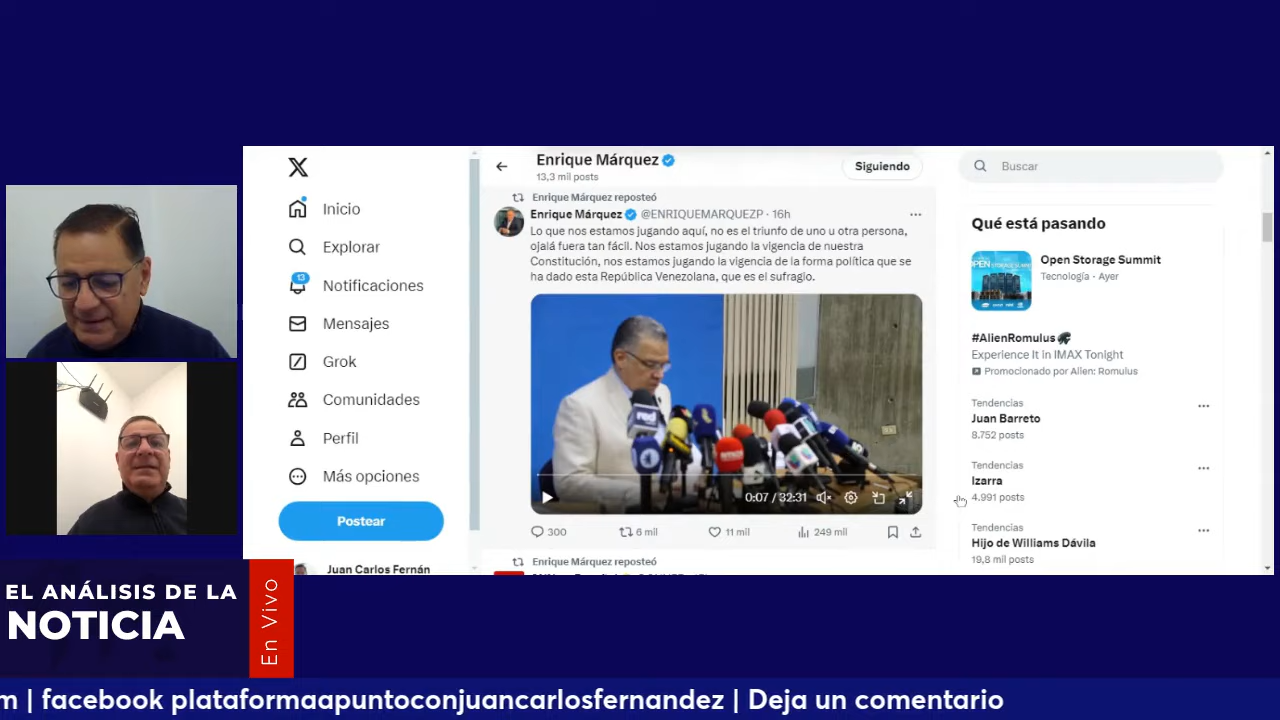 Inicio
Explorar
13
Notificaciones
Mensajes
Grok
Comunidades
Perfil
Más opciones
Postear
Juan Carlos Fernán
Enrique Márquez
13,3 mil posts
Siguiendo
Enrique Márquez reposteó
Enrique Márquez @ENRIQUEMARQUEZP · 16h
Lo que nos estamos jugando aquí, no es el triunfo de uno u otra persona,
ojalá fuera tan fácil. Nos estamos jugando la vigencia de nuestra
Constitución, nos estamos jugando la vigencia de la forma política que se
ha dado esta República Venezolana, que es el sufragio.
red
0:07 / 32:31
300 6 mil 11 mil 249 mil
Enrique Márquez reposteó
Buscar
Qué está pasando
Open Storage Summit
Tecnología · Ayer
#AlienRomulus
Experience It in IMAX Tonight
Promocionado por Alien: Romulus
Tendencias
Juan Barreto
8.752 posts
Tendencias
Izarra
4.991 posts
Tendencias
Hijo de Williams Dávila
19,8 mil posts
EL ANÁLISIS DE LA
NOTICIA
En Vivo
m | facebook plataformaapuntoconjuancarlosfernandez | Deja un comentario